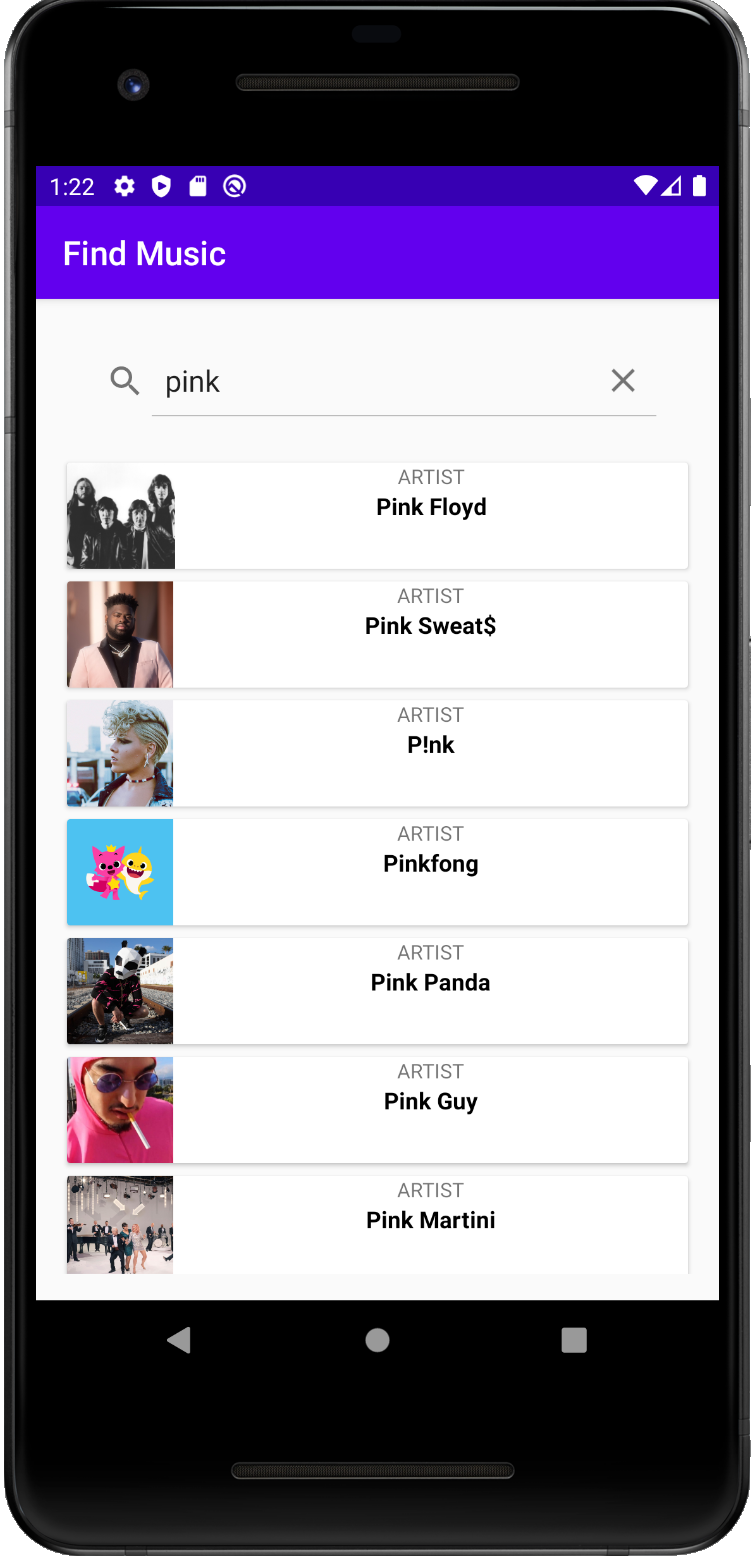 1:22
Find Music
pink
ARTIST
Pink Floyd
ARTIST
Pink Sweat$
ARTIST
P!nk
ARTIST
Pinkfong
ARTIST
Pink Panda
ARTIST
Pink Guy
ARTIST
Pink Martini